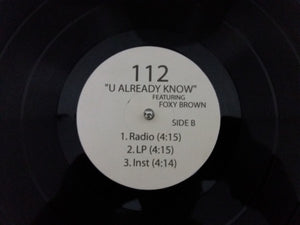 112
"U ALREADY KNOW"
FEATURING
FOXY BROWN
SIDE B
1. Radio (4:15)
2. LP (4:15)
3. Inst (4:14)